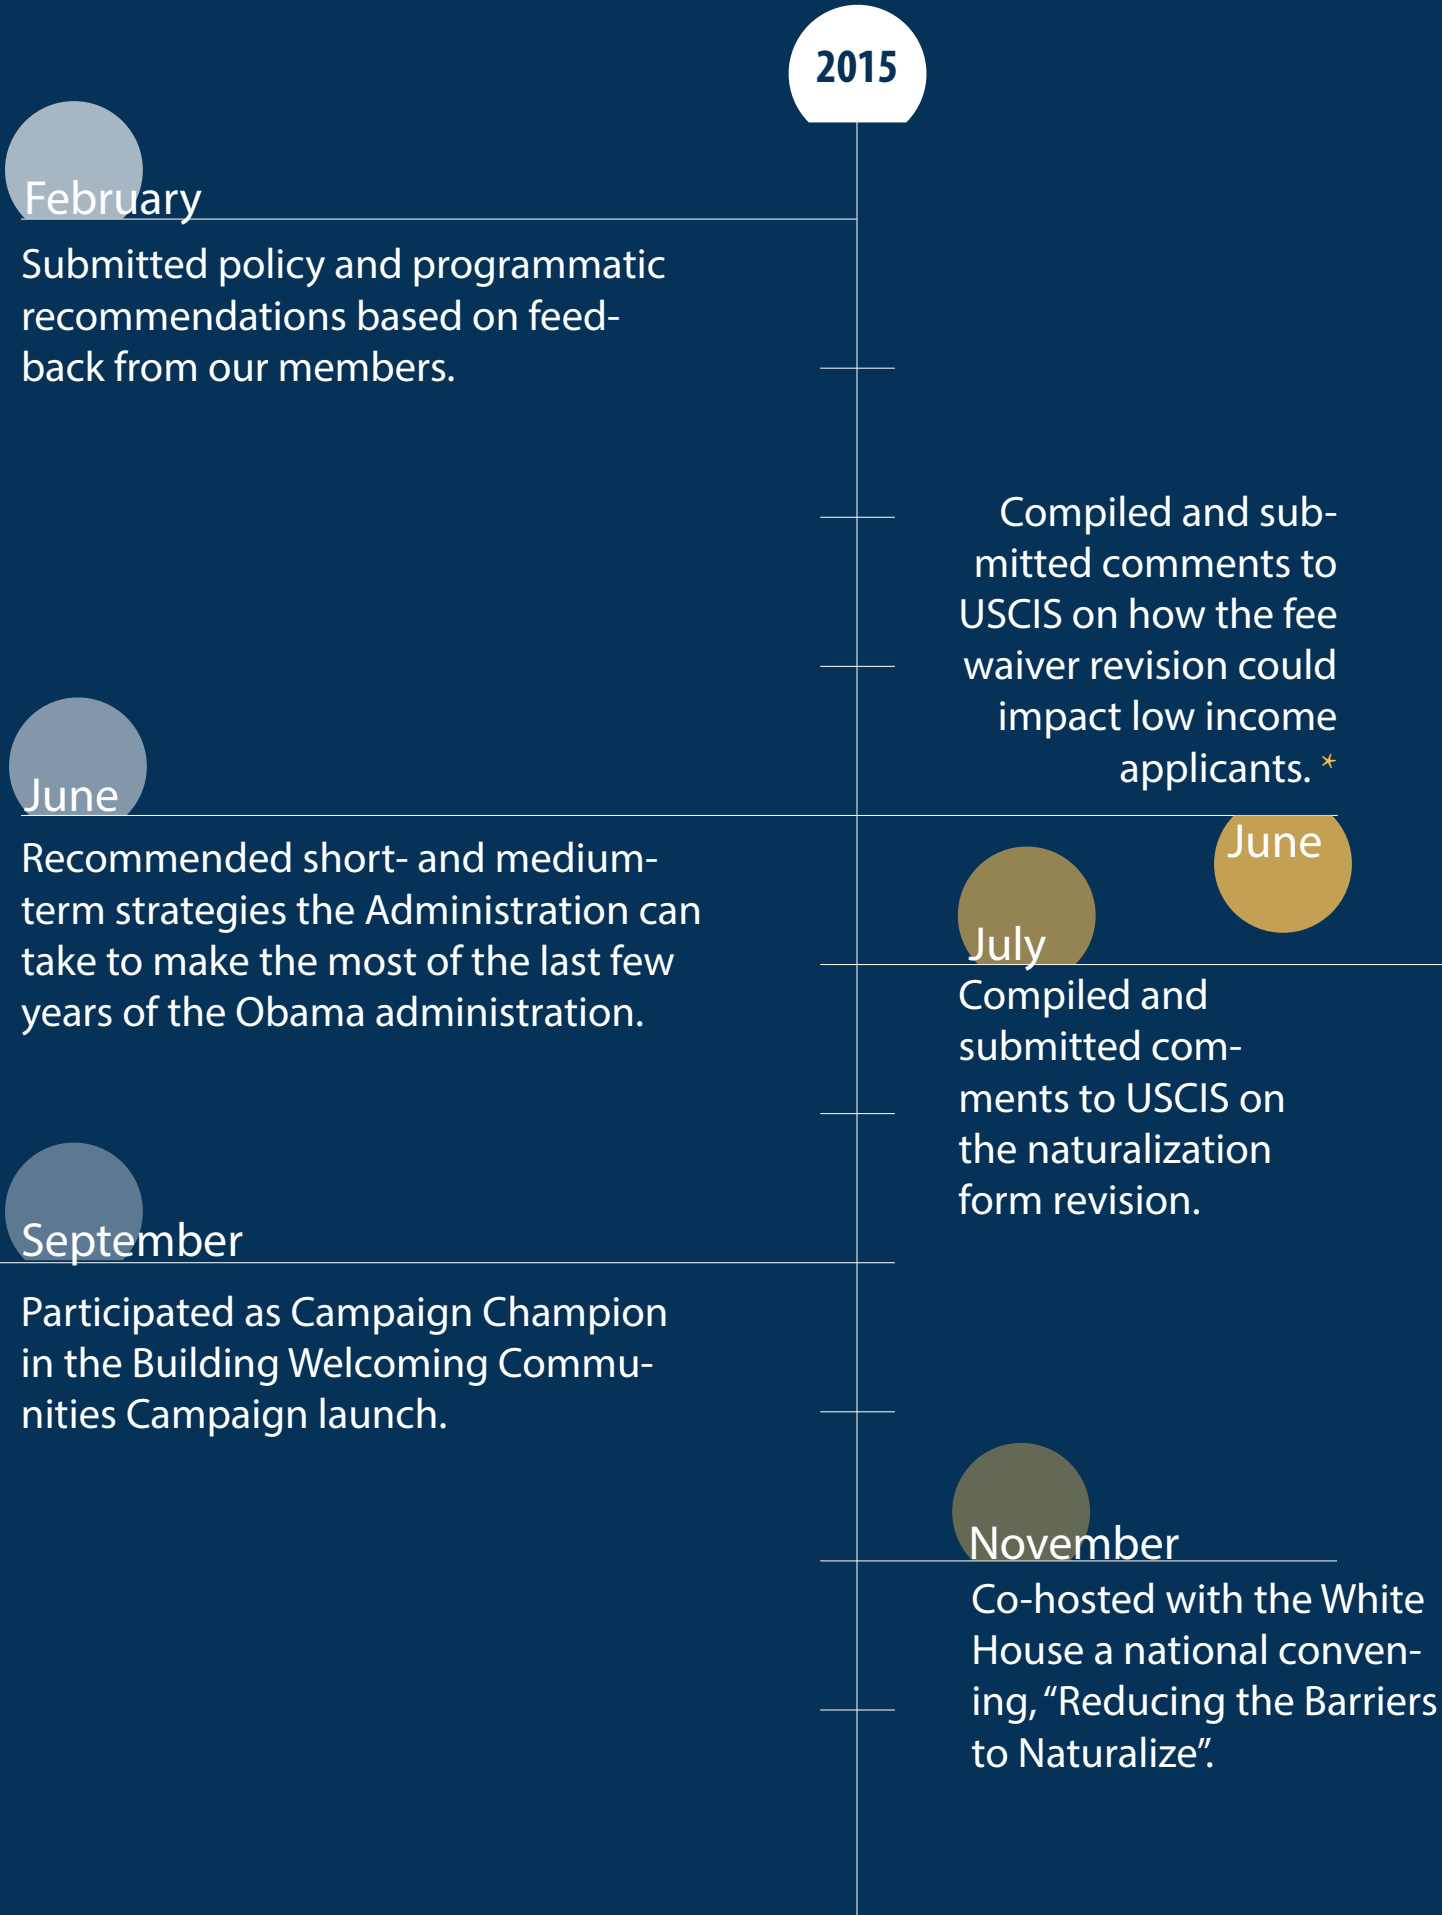 2015
February
Submitted policy and programmatic
recommendations based on feed-
back from our members.
Compiled and sub-
mitted comments to
USCIS on how the fee
waiver revision could
impact low income
applicants. *
June
June
Recommended short- and medium-
term strategies the Administration can
take to make the most of the last few
years of the Obama administration.
July
Compiled and
submitted com-
ments to USCIS on
the naturalization
form revision.
September
Participated as Campaign Champion
in the Building Welcoming Commu-
nities Campaign launch.
November
Co-hosted with the White
House a national conven-
ing, “Reducing the Barriers
to Naturalize”.